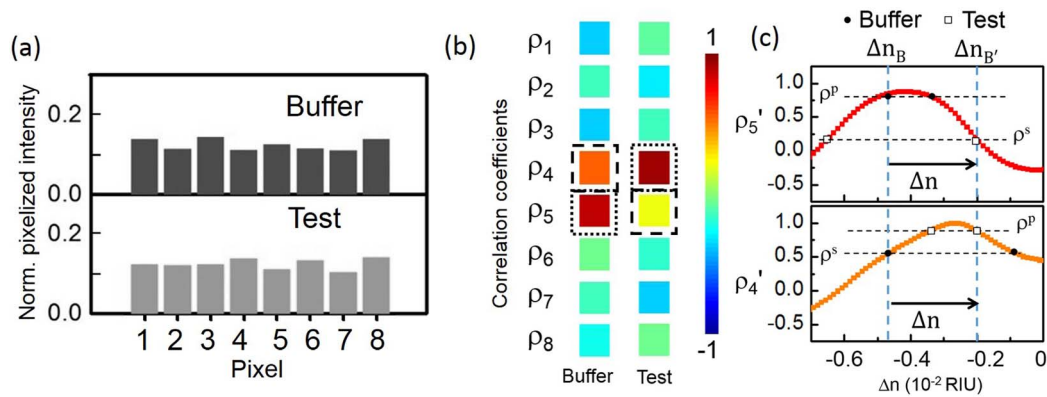 (a)
Norm. pixelized intensity
0.2
0.0
0.2
0.0
Buffer
Test
1 2 3 4 5 6 7 8
Pixel
(b)
Correlation coefficients
ρ1
ρ2
ρ3
ρ4
ρ5
ρ6
ρ7
ρ8
Buffer Test
1
-1
(c)
● Buffer □ Test
ΔnB ΔnB′
ρ5'
1.0
0.5
0.0
-0.5
ρp
ρs
Δn
ρ4'
1.0
0.5
0.0
-0.5
ρp
ρs
Δn
-0.6 -0.4 -0.2 0
Δn (10-2 RIU)